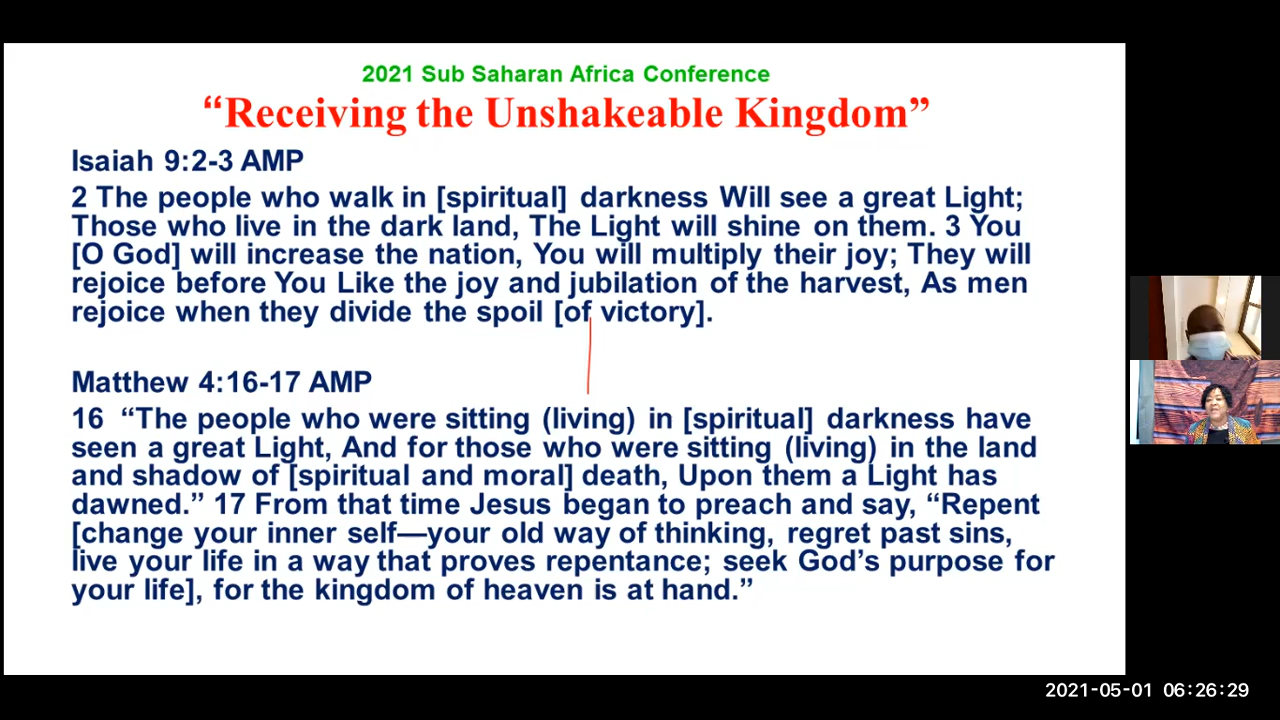 2021 Sub Saharan Africa Conference
“Receiving the Unshakeable Kingdom”
Isaiah 9:2-3 AMP
2 The people who walk in [spiritual] darkness Will see a great Light;
Those who live in the dark land, The Light will shine on them. 3 You
[O God] will increase the nation, You will multiply their joy; They will
rejoice before You Like the joy and jubilation of the harvest, As men
rejoice when they divide the spoil [of victory].
Matthew 4:16-17 AMP
16 “The people who were sitting (living) in [spiritual] darkness have
seen a great Light, And for those who were sitting (living) in the land
and shadow of [spiritual and moral] death, Upon them a Light has
dawned.” 17 From that time Jesus began to preach and say, “Repent
[change your inner self—your old way of thinking, regret past sins,
live your life in a way that proves repentance; seek God’s purpose for
your life], for the kingdom of heaven is at hand.”
2021-05-01 06:26:29